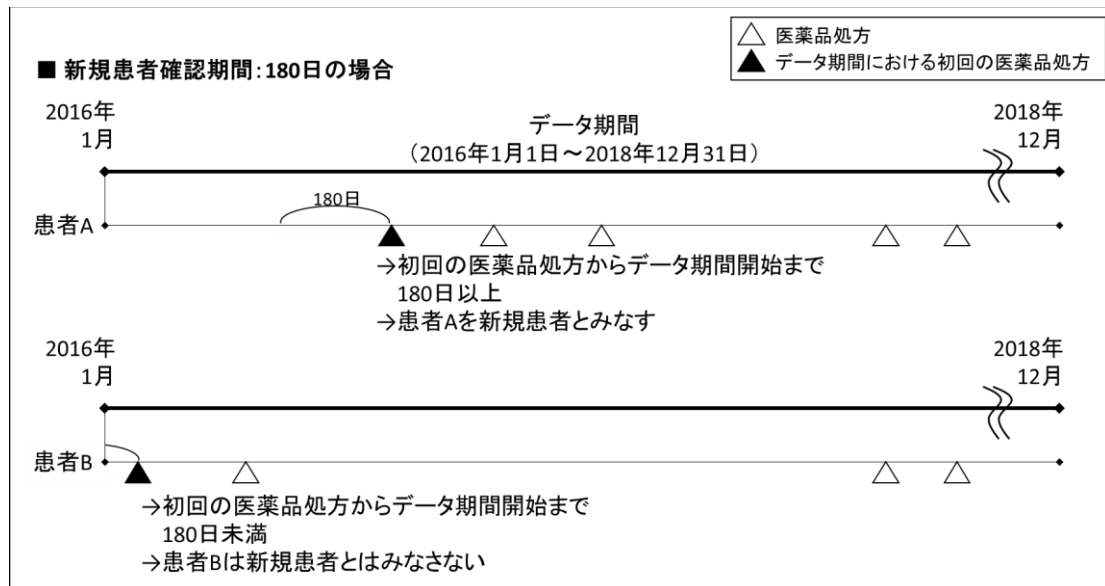 △ 医薬品処方
▲ データ期間における初回の医薬品処方
■ 新規患者確認期間:180日の場合
2016年
1月
2018年
12月
データ期間
（2016年1月1日～2018年12月31日）
180日
患者A
→初回の医薬品処方からデータ期間開始まで
180日以上
→患者Aを新規患者とみなす
2016年
1月
2018年
12月
患者B
→初回の医薬品処方からデータ期間開始まで
180日未満
→患者Bは新規患者とはみなさない